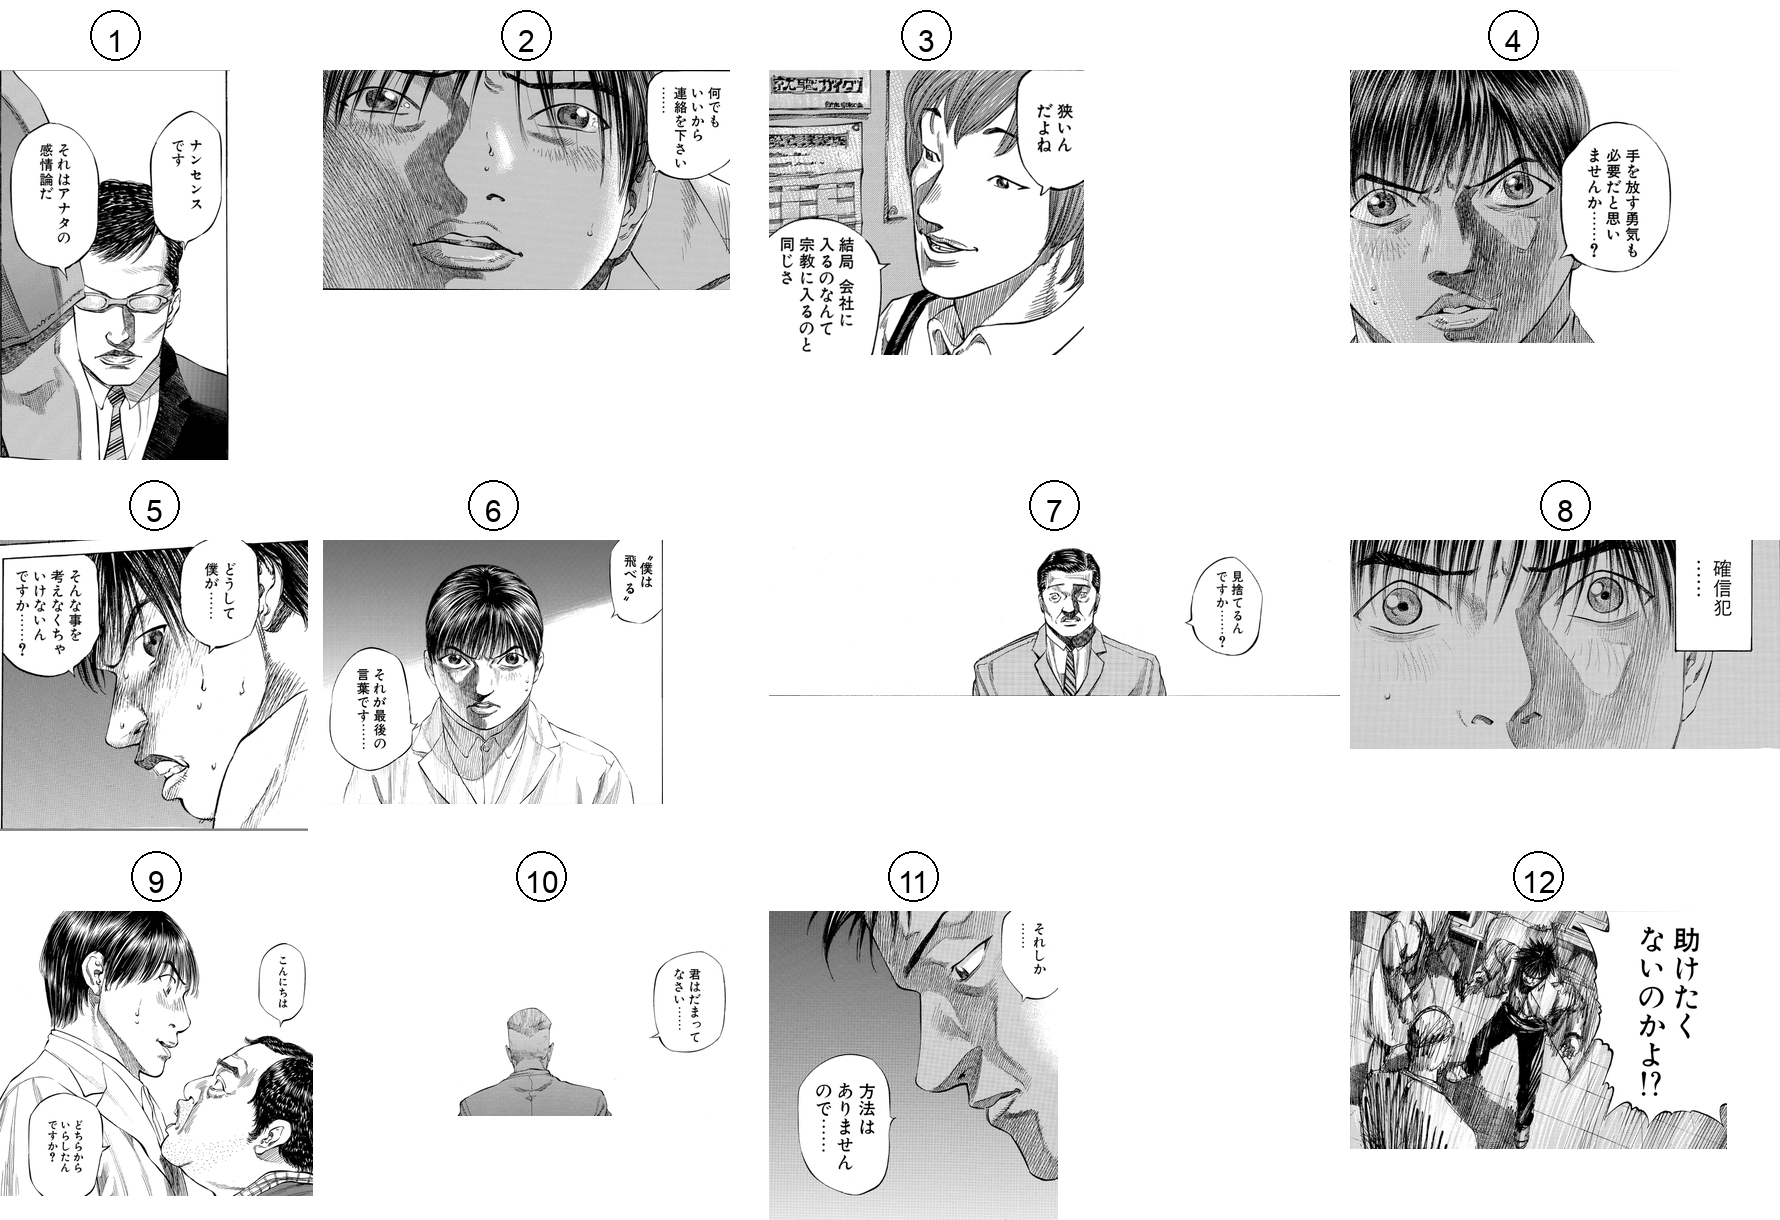 1
ナンセンス
です
それはアナタの
感情論だ
2
何でも
いいから
連絡を下さい
……
3
狭いん
だよね
結局 会社に
入るのなんて
宗教に入るのと
同じさ
4
手を放す勇気も
必要だと思い
ませんか……?
5
どうして
僕が……
そんな事を
考えなくちゃ
いけないん
ですか……?
6
〝僕は
飛べる〟
それが最後の
言葉です……
7
見捨てるん
ですか……?
8
確信犯
……
9
こんにちは
どちらから
いらしたん
ですか?
10
君はだまって
なさい……
11
それしか
……
方法は
ありません
ので……
12
助けたく
ないのかよ!?